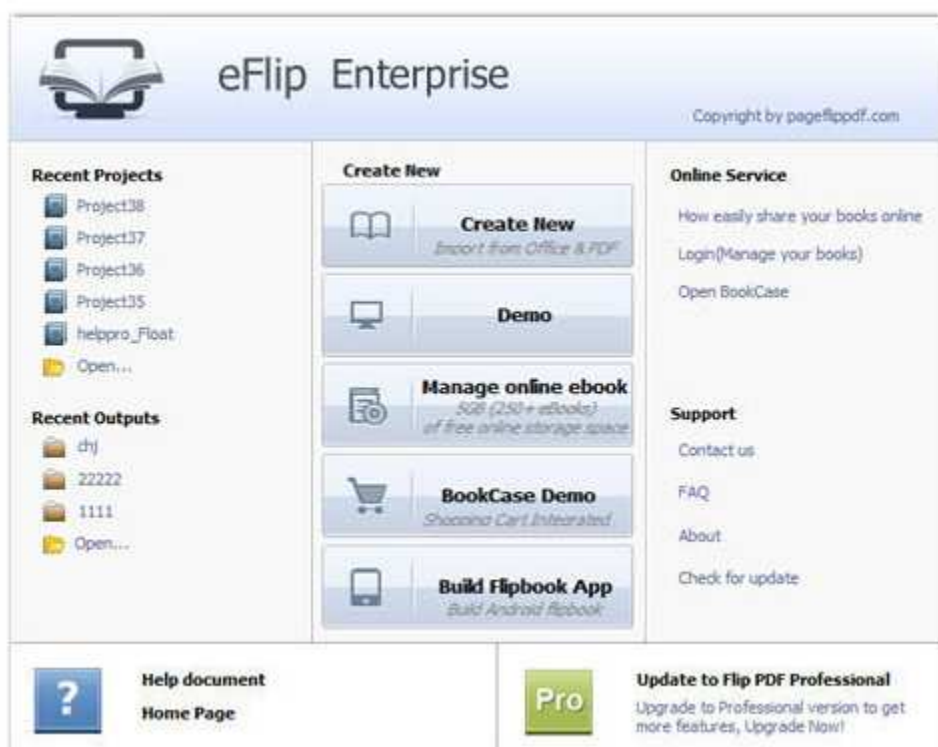 eFlip Enterprise
Copyright by pageflippdf.com
Recent Projects
Project38
Project37
Project36
Project35
helppro_Float
Open...
Recent Outputs
chj
22222
1111
Open...
Create New
Create New
Import from Office & PDF
Demo
Manage online ebook
5GB (250+ eBooks)
of free online storage space
BookCase Demo
Shopping Cart Integrated
Build Flipbook App
Build Android flipbook
Online Service
How easily share your books online
Login(Manage your books)
Open BookCase
Support
Contact us
FAQ
About
Check for update
?
Help document
Home Page
Pro
Update to Flip PDF Professional
Upgrade to Professional version to get
more features, Upgrade Now!